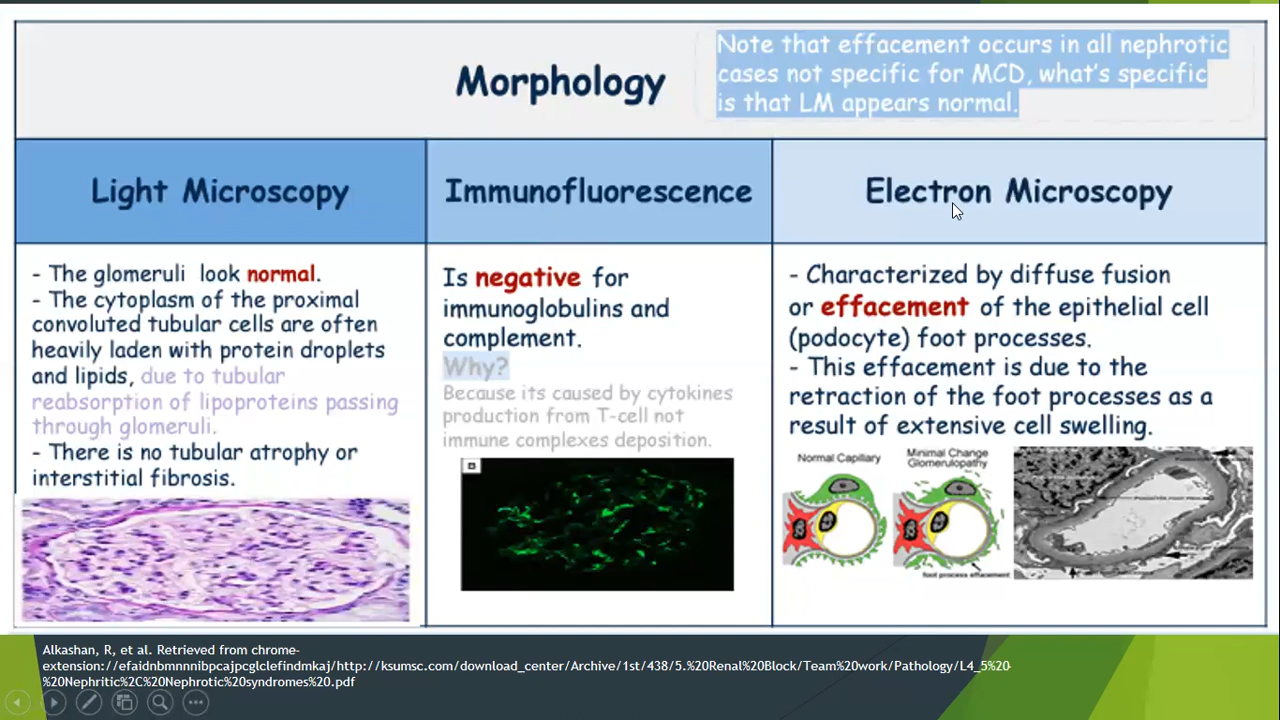 Note that effacement occurs in all nephrotic
cases not specific for MCD, what's specific
is that LM appears normal.
Morphology
Light Microscopy
Immunofluorescence
Electron Microscopy
- The glomeruli look normal.
- The cytoplasm of the proximal
convoluted tubular cells are often
heavily laden with protein droplets
and lipids, due to tubular
reabsorption of lipoproteins passing
through glomeruli.
- There is no tubular atrophy or
interstitial fibrosis.
Is negative for
immunoglobulins and
complement.
Why?
Because its caused by cytokines
production from T-cell not
immune complexes deposition.
B
- Characterized by diffuse fusion
or effacement of the epithelial cell
(podocyte) foot processes.
- This effacement is due to the
retraction of the foot processes as a
result of extensive cell swelling.
Normal Capillary
Minimal Change
Glomerulopathy
foot process effacement
Alkashan, R, et al. Retrieved from chrome-
extension://efaidnbmnnnibpcajpcglclefindmkaj/http://ksumsc.com/download_center/Archive/1st/438/5.%20Renal%20Block/Team%20work/Pathology/L4_5%20-
%20Nephritic%2C%20Nephrotic%20syndromes%20.pdf